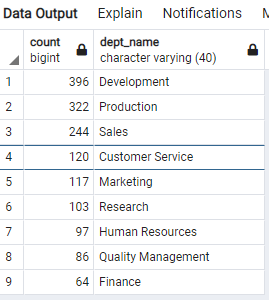 Data Output Explain Notifications
count dept_name
bigint character varying (40)
1 396 Development
2 322 Production
3 244 Sales
4 120 Customer Service
5 117 Marketing
6 103 Research
7 97 Human Resources
8 86 Quality Management
9 64 Finance